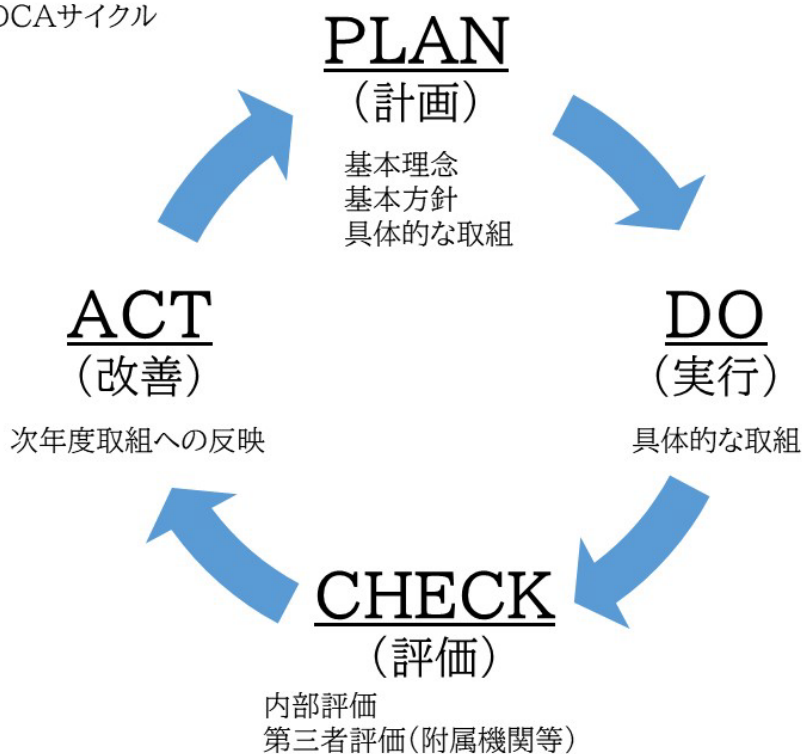 DCAサイクル
PLAN
(計画)
基本理念
基本方針
具体的な取組
ACT
(改善)
次年度取組への反映
DO
(実行)
具体的な取組
CHECK
(評価)
内部評価
第三者評価(附属機関等)